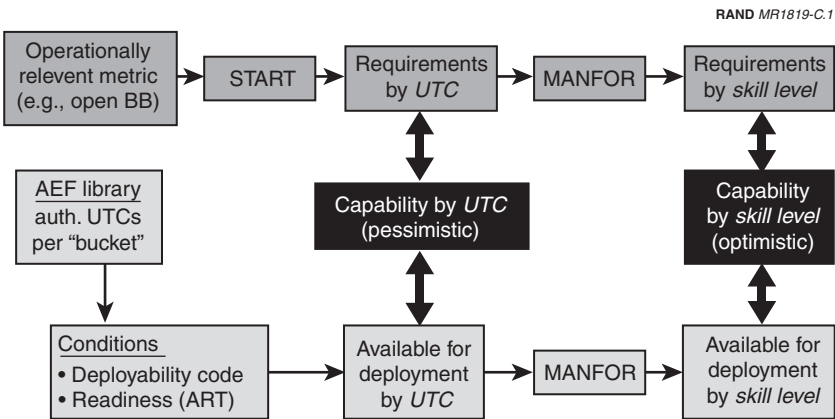 RAND MR1819-C.1
Operationally
relevent metric
(e.g., open BB)
START
Requirements
by UTC
MANFOR
Requirements
by skill level
AEF library
auth. UTCs
per “bucket”
Capability by UTC
(pessimistic)
Capability
by skill level
(optimistic)
Conditions
• Deployability code
• Readiness (ART)
Available for
deployment
by UTC
MANFOR
Available for
deployment
by skill level